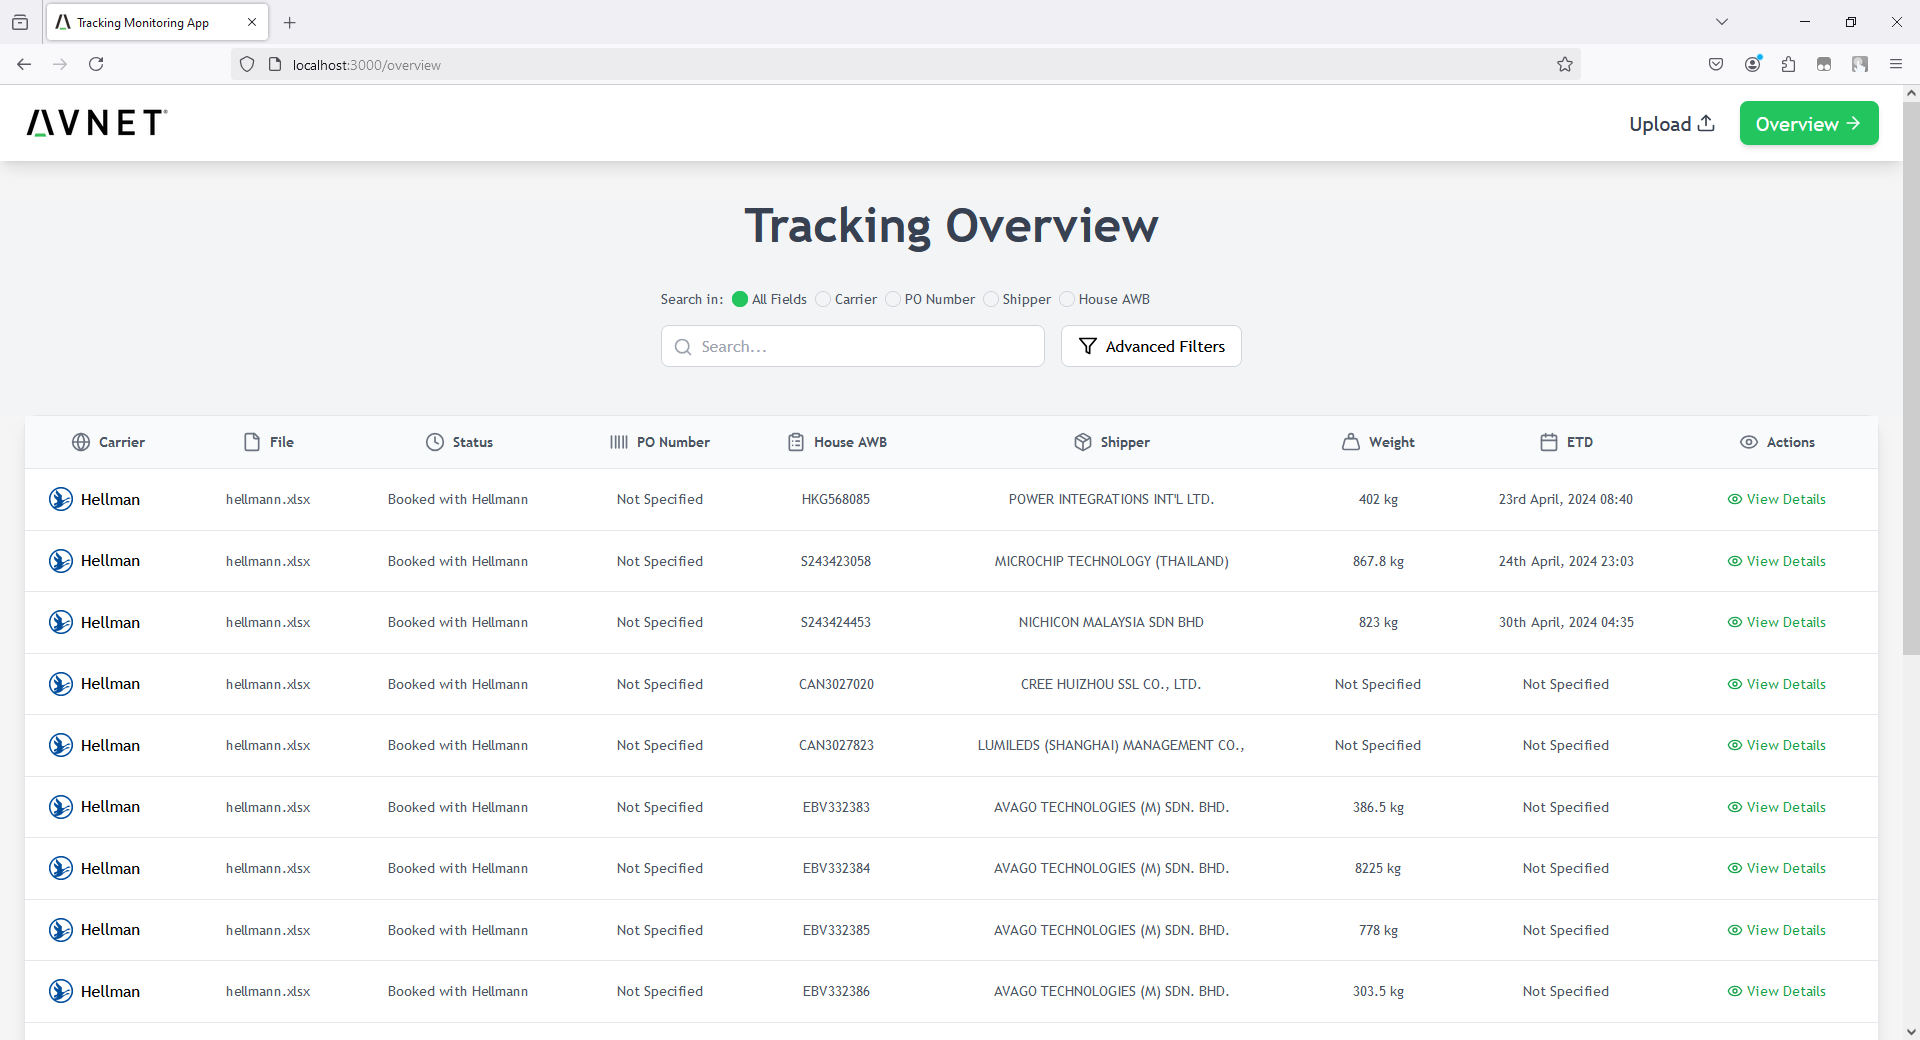 Tracking Monitoring App
localhost:3000/overview
AVNET
Upload
Overview
Tracking Overview
Search in: All Fields Carrier PO Number Shipper House AWB
Search...
Advanced Filters
Carrier File Status PO Number House AWB Shipper Weight ETD Actions
Hellman hellmann.xlsx Booked with Hellmann Not Specified HKG568085 POWER INTEGRATIONS INT'L LTD. 402 kg 23rd April, 2024 08:40 View Details
Hellman hellmann.xlsx Booked with Hellmann Not Specified S243423058 MICROCHIP TECHNOLOGY (THAILAND) 867.8 kg 24th April, 2024 23:03 View Details
Hellman hellmann.xlsx Booked with Hellmann Not Specified S243424453 NICHICON MALAYSIA SDN BHD 823 kg 30th April, 2024 04:35 View Details
Hellman hellmann.xlsx Booked with Hellmann Not Specified CAN3027020 CREE HUIZHOU SSL CO., LTD. Not Specified Not Specified View Details
Hellman hellmann.xlsx Booked with Hellmann Not Specified CAN3027823 LUMILEDS (SHANGHAI) MANAGEMENT CO., Not Specified Not Specified View Details
Hellman hellmann.xlsx Booked with Hellmann Not Specified EBV332383 AVAGO TECHNOLOGIES (M) SDN. BHD. 386.5 kg Not Specified View Details
Hellman hellmann.xlsx Booked with Hellmann Not Specified EBV332384 AVAGO TECHNOLOGIES (M) SDN. BHD. 8225 kg Not Specified View Details
Hellman hellmann.xlsx Booked with Hellmann Not Specified EBV332385 AVAGO TECHNOLOGIES (M) SDN. BHD. 778 kg Not Specified View Details
Hellman hellmann.xlsx Booked with Hellmann Not Specified EBV332386 AVAGO TECHNOLOGIES (M) SDN. BHD. 303.5 kg Not Specified View Details